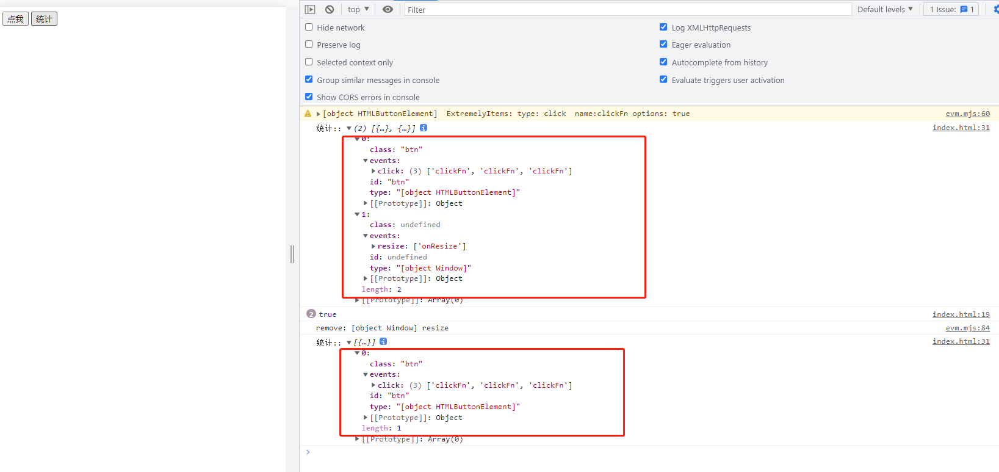 点我 统计
top Filter Default levels 1 Issue: 1
Hide network Log XMLHttpRequests
Preserve log Eager evaluation
Selected context only Autocomplete from history
Group similar messages in console Evaluate triggers user activation
Show CORS errors in console
[object HTMLButtonElement] ExtremelyItems: type: click name:clickFn options: true evm.mjs:60
统计:: (2) [{…}, {…}] index.html:31
0:
class: "btn"
events:
click: (3) ['clickFn', 'clickFn', 'clickFn']
id: "btn"
type: "[object HTMLButtonElement]"
[[Prototype]]: Object
1:
class: undefined
events:
resize: ['onResize']
id: undefined
type: "[object Window]"
[[Prototype]]: Object
length: 2
[[Prototype]]: Array(0)
2 true index.html:19
remove: [object Window] resize evm.mjs:84
统计:: [{…}] index.html:31
0:
class: "btn"
events:
click: (3) ['clickFn', 'clickFn', 'clickFn']
id: "btn"
type: "[object HTMLButtonElement]"
[[Prototype]]: Object
length: 1
[[Prototype]]: Array(0)